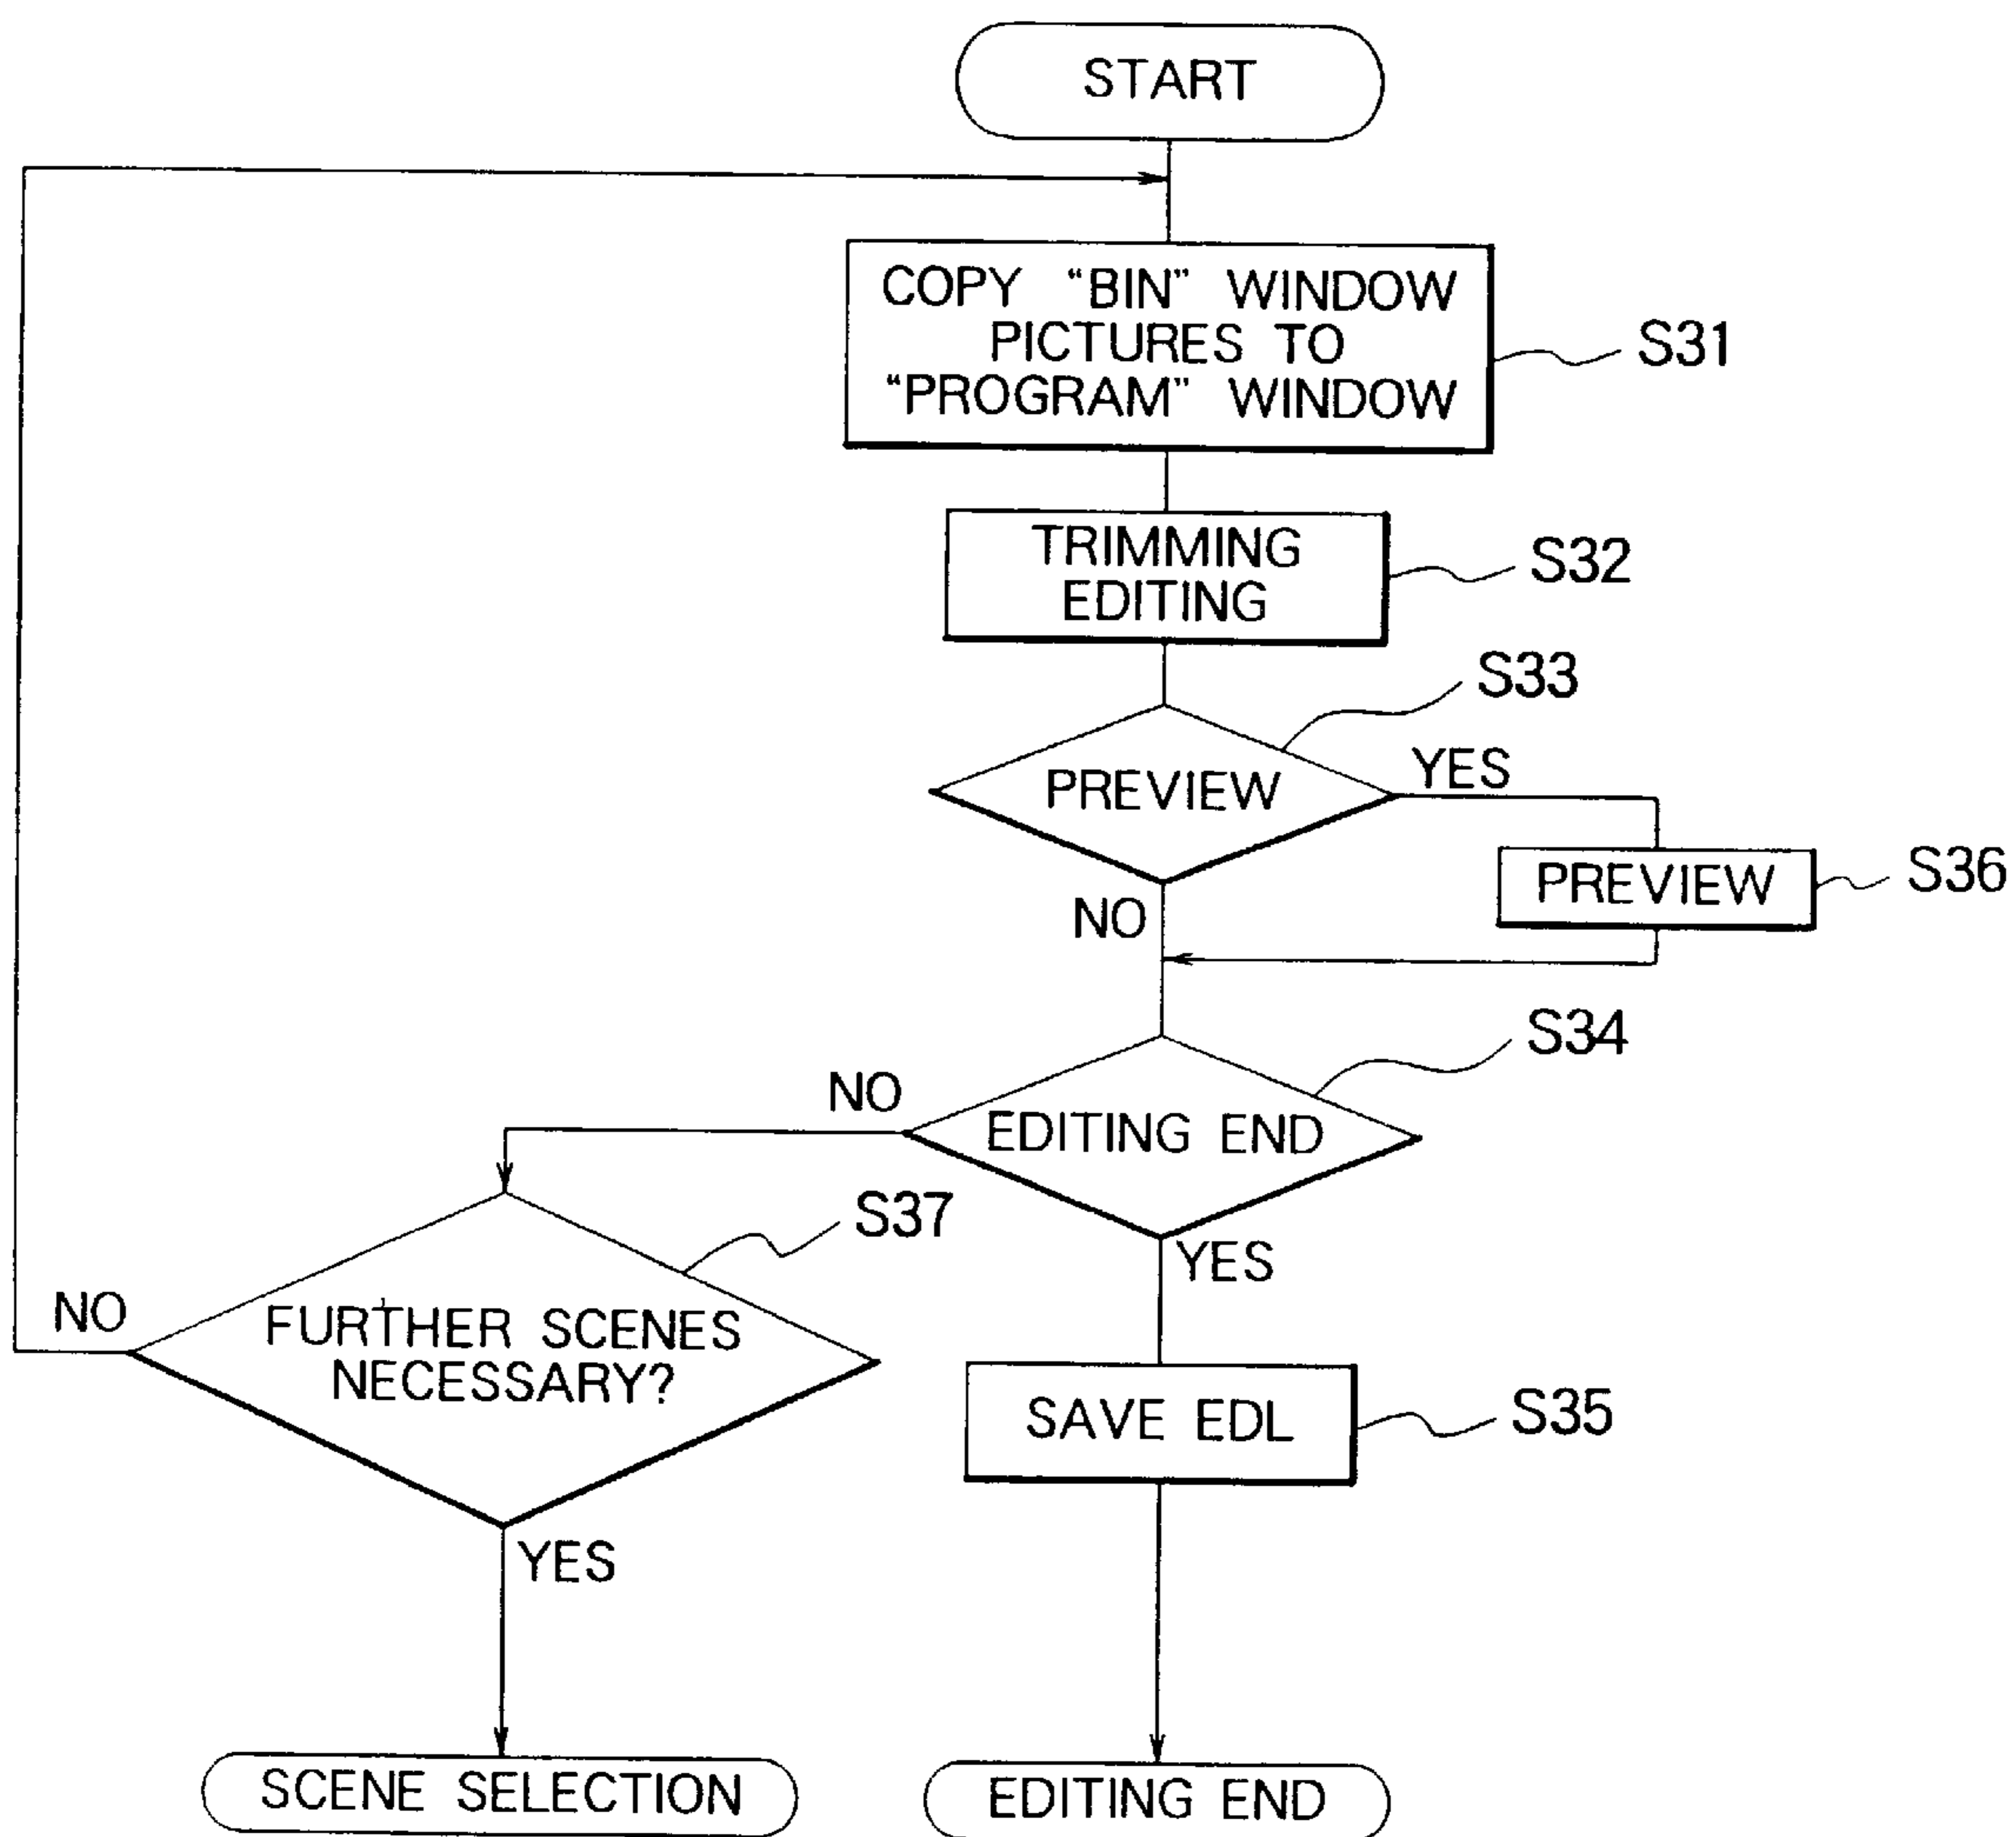 START
COPY “BIN” WINDOW
PICTURES TO
“PROGRAM” WINDOW
S31
TRIMMING
EDITING
S32
S33
PREVIEW
YES
PREVIEW
S36
NO
S34
NO
EDITING END
S37
YES
NO
FURTHER SCENES
NECESSARY?
SAVE EDL
S35
YES
SCENE SELECTION
EDITING END